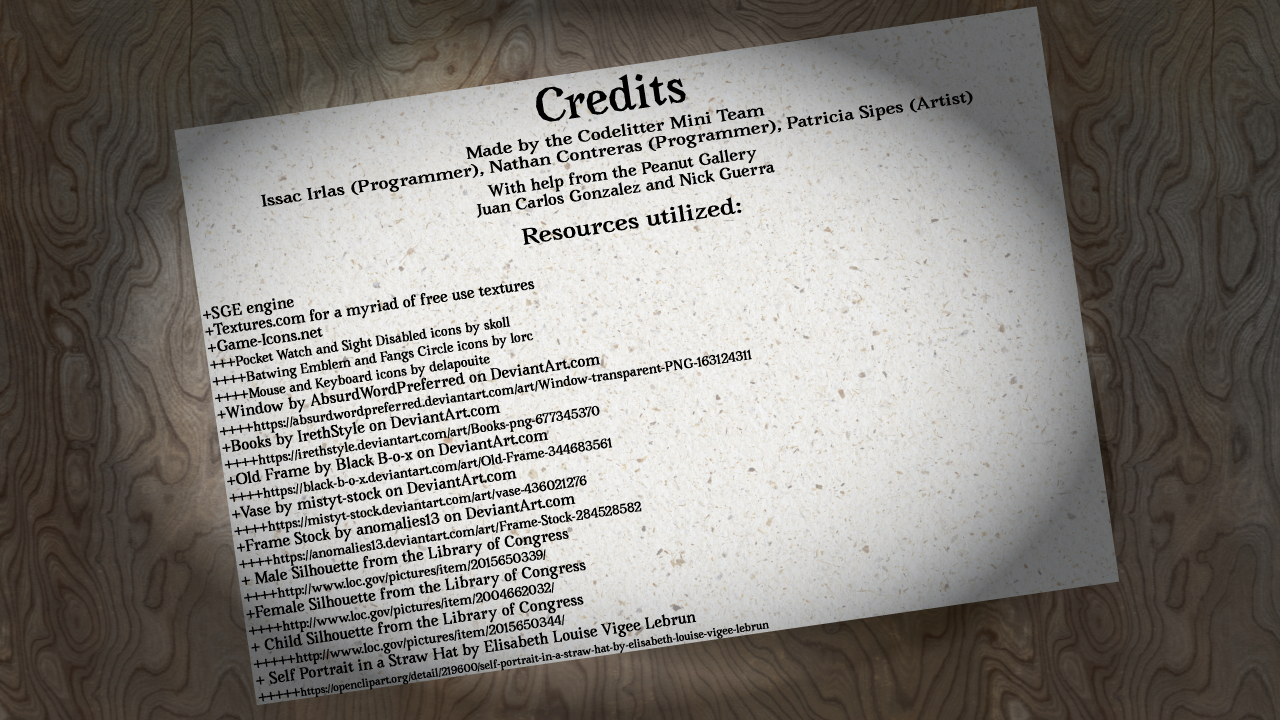 Credits
Made by the Codelitter Mini Team
Issac Irlas (Programmer), Nathan Contreras (Programmer), Patricia Sipes (Artist)
With help from the Peanut Gallery
Juan Carlos Gonzalez and Nick Guerra
Resources utilized:
+SGE engine
+Textures.com for a myriad of free use textures
+Game-Icons.net
+++Pocket Watch and Sight Disabled icons by skoll
++++Batwing Emblem and Fangs Circle icons by lorc
++++Mouse and Keyboard icons by delapouite
+Window by AbsurdWordPreferred on DeviantArt.com
++++https://absurdwordpreferred.deviantart.com/art/Window-transparent-PNG-163124311
+Books by IrethStyle on DeviantArt.com
++++https://irethstyle.deviantart.com/art/Books-png-677345370
+Old Frame by Black B-o-x on DeviantArt.com
++++https://black-b-o-x.deviantart.com/art/Old-Frame-344683561
+Vase by mistyt-stock on DeviantArt.com
++++https://mistyt-stock.deviantart.com/art/vase-436021276
+Frame Stock by anomalies13 on DeviantArt.com
++++https://anomalies13.deviantart.com/art/Frame-Stock-284528582
+ Male Silhouette from the Library of Congress
++++http://www.loc.gov/pictures/item/2015650339/
+Female Silhouette from the Library of Congress
++++http://www.loc.gov/pictures/item/2004662032/
+ Child Silhouette from the Library of Congress
+++++http://www.loc.gov/pictures/item/2015650344/
+ Self Portrait in a Straw Hat by Elisabeth Louise Vigee Lebrun
+++++https://openclipart.org/detail/219600/self-portrait-in-a-straw-hat-by-elisabeth-louise-vigee-lebrun